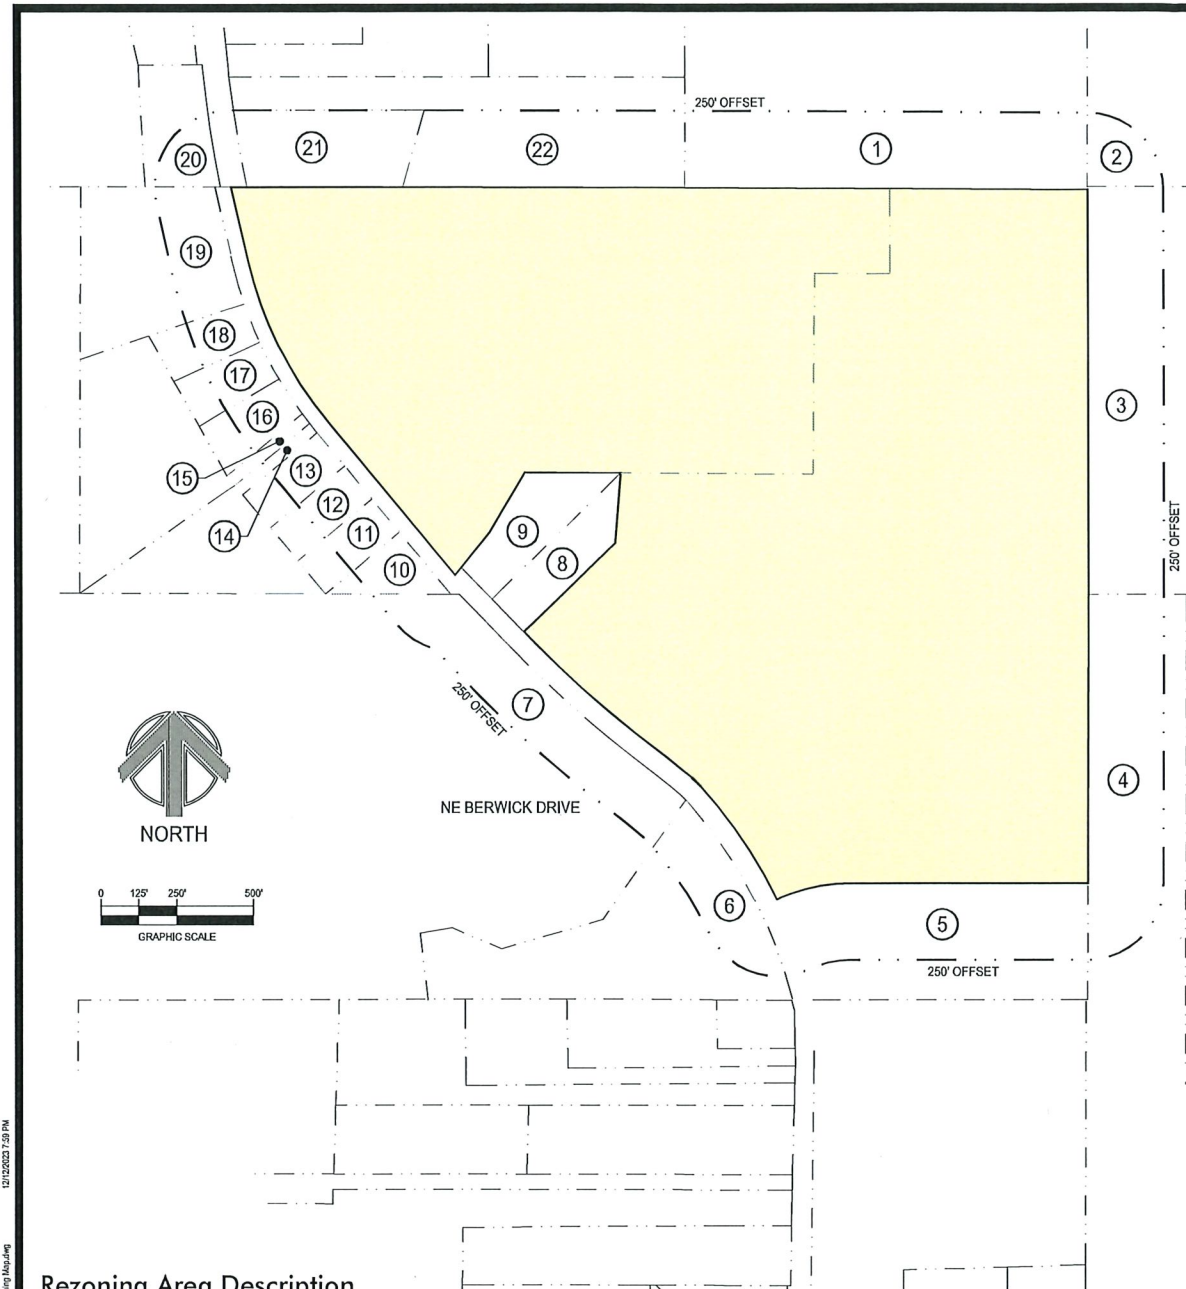 250' OFFSET
20
21
22
1
2
19
18
17
16
15
13
14
12
11
10
9
8
3
250' OFFSET
7
250' OFFSET
4
NORTH
NE BERWICK DRIVE
0 125' 250' 500'
GRAPHIC SCALE
6
5
250' OFFSET
12/12/2023 7:59 PM
Map.dwg
Rezoning Area Description